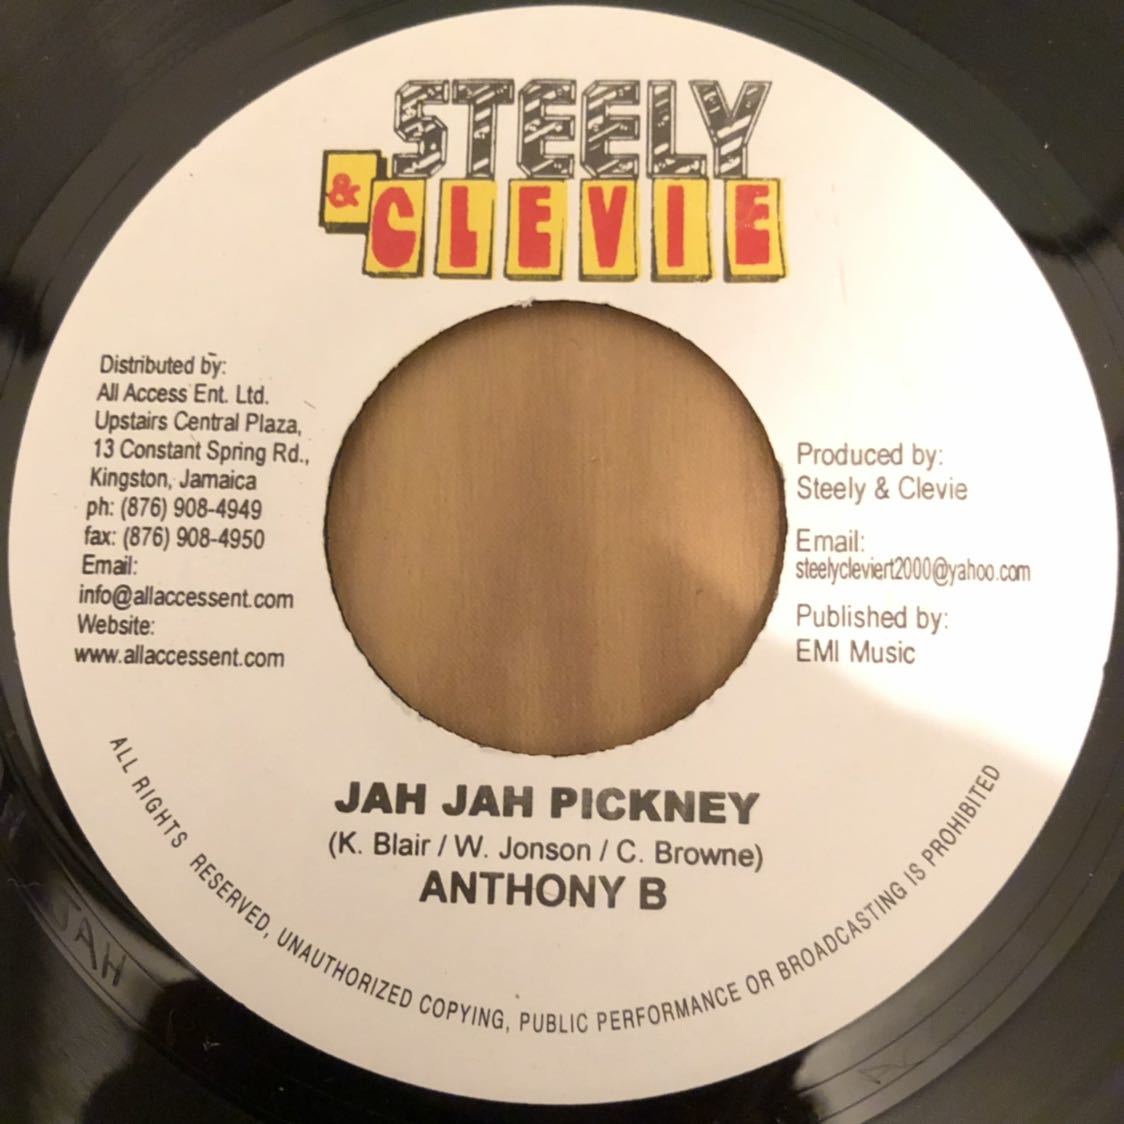 STEELY
& CLEVIE
Distributed by:
All Access Ent. Ltd.
Upstairs Central Plaza,
13 Constant Spring Rd.,
Kingston, Jamaica
ph: (876) 908-4949
fax: (876) 908-4950
Email:
info@allaccessent.com
Website:
www.allaccessent.com
Produced by:
Steely & Clevie
Email:
steelycleviert2000@yahoo.com
Published by:
EMI Music
JAH JAH PICKNEY
(K. Blair / W. Jonson / C. Browne)
ANTHONY B
ALL RIGHTS RESERVED, UNAUTHORIZED COPYING, PUBLIC PERFORMANCE OR BROADCASTING IS PROHIBITED
JAH